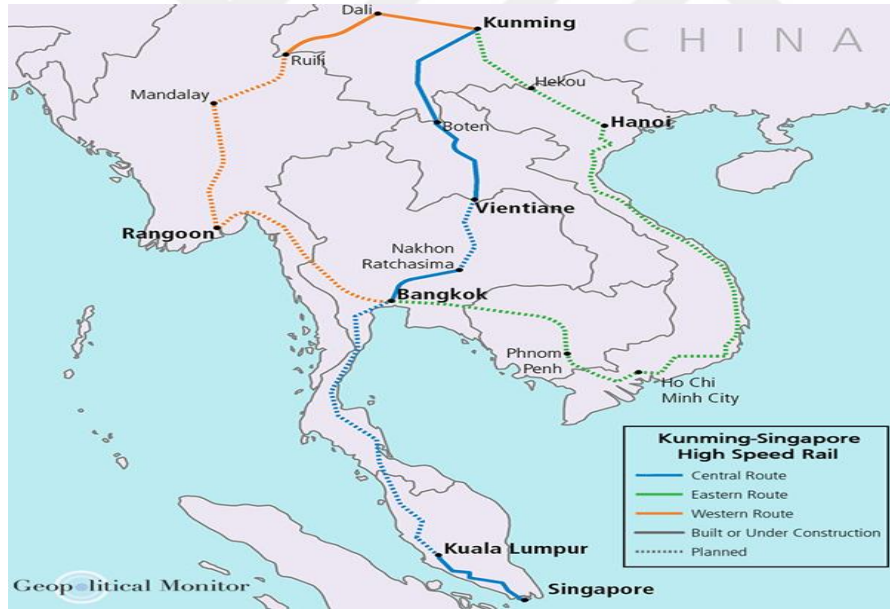 Dali
Kunming
CHINA
Ruili
Hekou
Mandalay
Boten
Hanoi
Vientiane
Rangoon
Nakhon
Ratchasima
Bangkok
Phnom
Penh
Ho Chi
Minh City
Kunming-Singapore
High Speed Rail
Central Route
Eastern Route
Western Route
Built or Under Construction
Planned
Kuala Lumpur
Singapore
Geopolitical Monitor